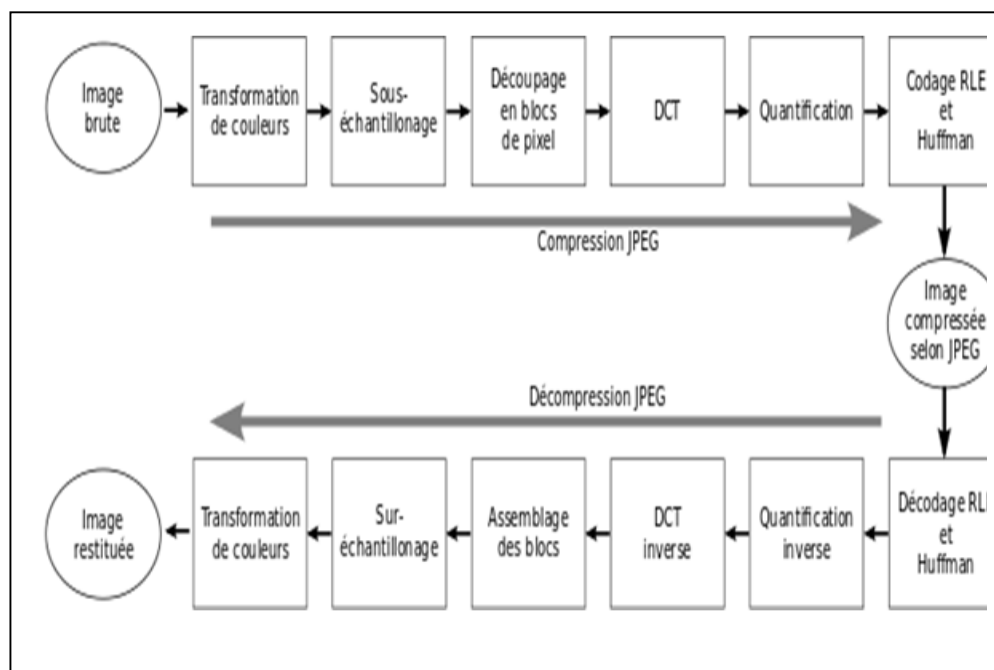 Image
brute
Transformation
de couleurs
Sous-
échantillonage
Découpage
en blocs
de pixel
DCT
Quantification
Codage RLE
et
Huffman
Compression JPEG
Image
compressée
selon JPEG
Décompression JPEG
Image
restituée
Transformation
de couleurs
Sur-
échantillonage
Assemblage
des blocs
DCT
inverse
Quantification
inverse
Décodage RL
et
Huffman